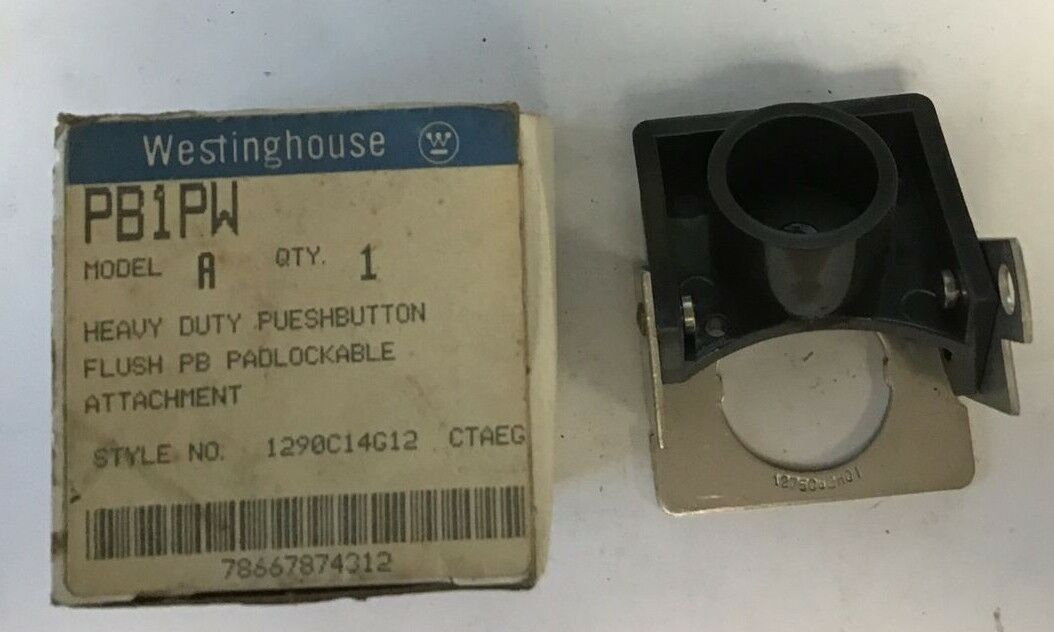 Westinghouse
PB1PW
MODEL A QTY. 1
HEAVY DUTY PUESHBUTTON
FLUSH PB PADLOCKABLE
ATTACHMENT
STYLE NO. 1290C14G12 CTAEG
78667874312